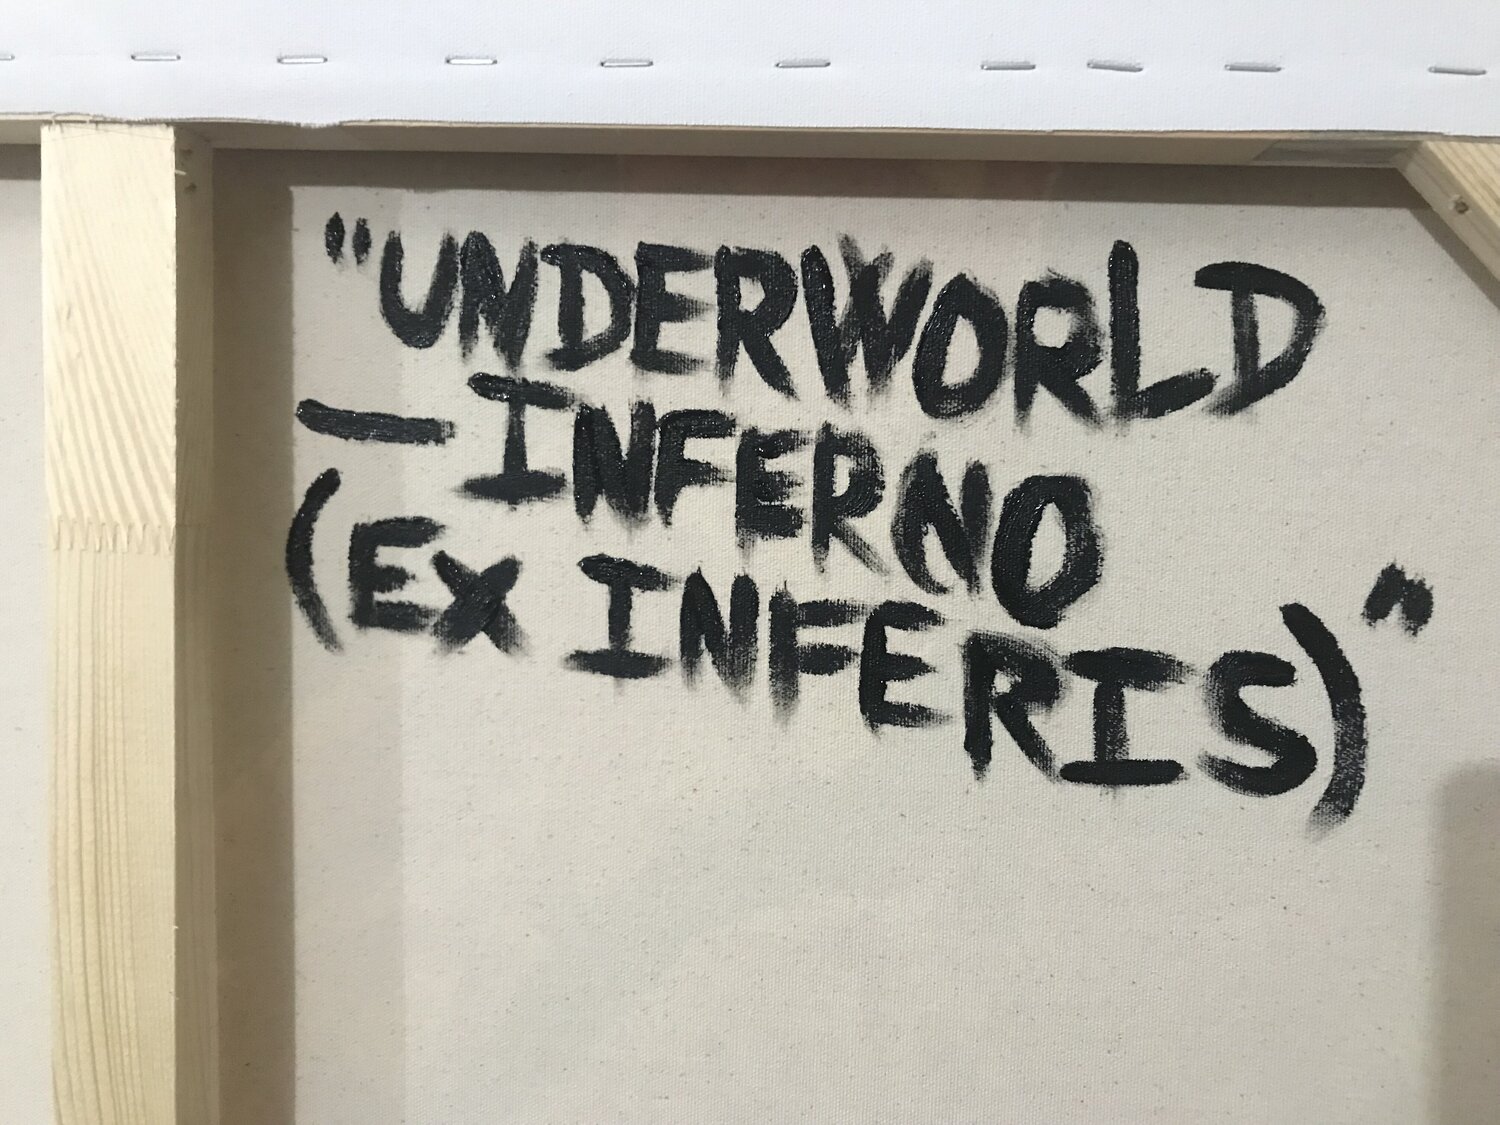 "UNDERWORLD
—INFERNO
(EX INFERIS)"